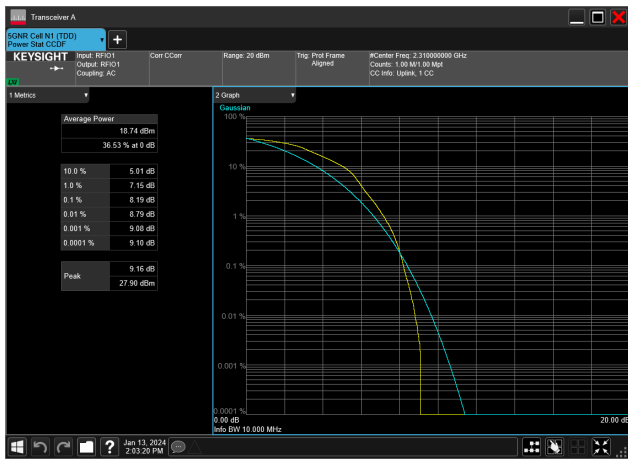 Transceiver A
5GNR Cell N1 (TDD)
Power Stat CCDF
KEYSIGHT
LNI
Input: RFIO1
Output: RFIO1
Coupling: AC
Corr CCorr
Range: 20 dBm
Trig: Prot Frame
Aligned
#Center Freq: 2.310000000 GHz
Counts: 1.00 M/1.00 Mpt
CC Info: Uplink, 1 CC
1 Metrics
Average Power
18.74 dBm
36.53 % at 0 dB
10.0 % 5.01 dB
1.0 % 7.15 dB
0.1 % 8.19 dB
0.01 % 8.79 dB
0.001 % 9.08 dB
0.0001 % 9.10 dB
Peak
9.16 dB
27.90 dBm
2 Graph
Gaussian
100 %
10 %
1 %
0.1 %
0.01 %
0.001 %
0.0001 %
0.00 dB
20.00 dB
Info BW 10.000 MHz
?
Jan 13, 2024
2:03:20 PM